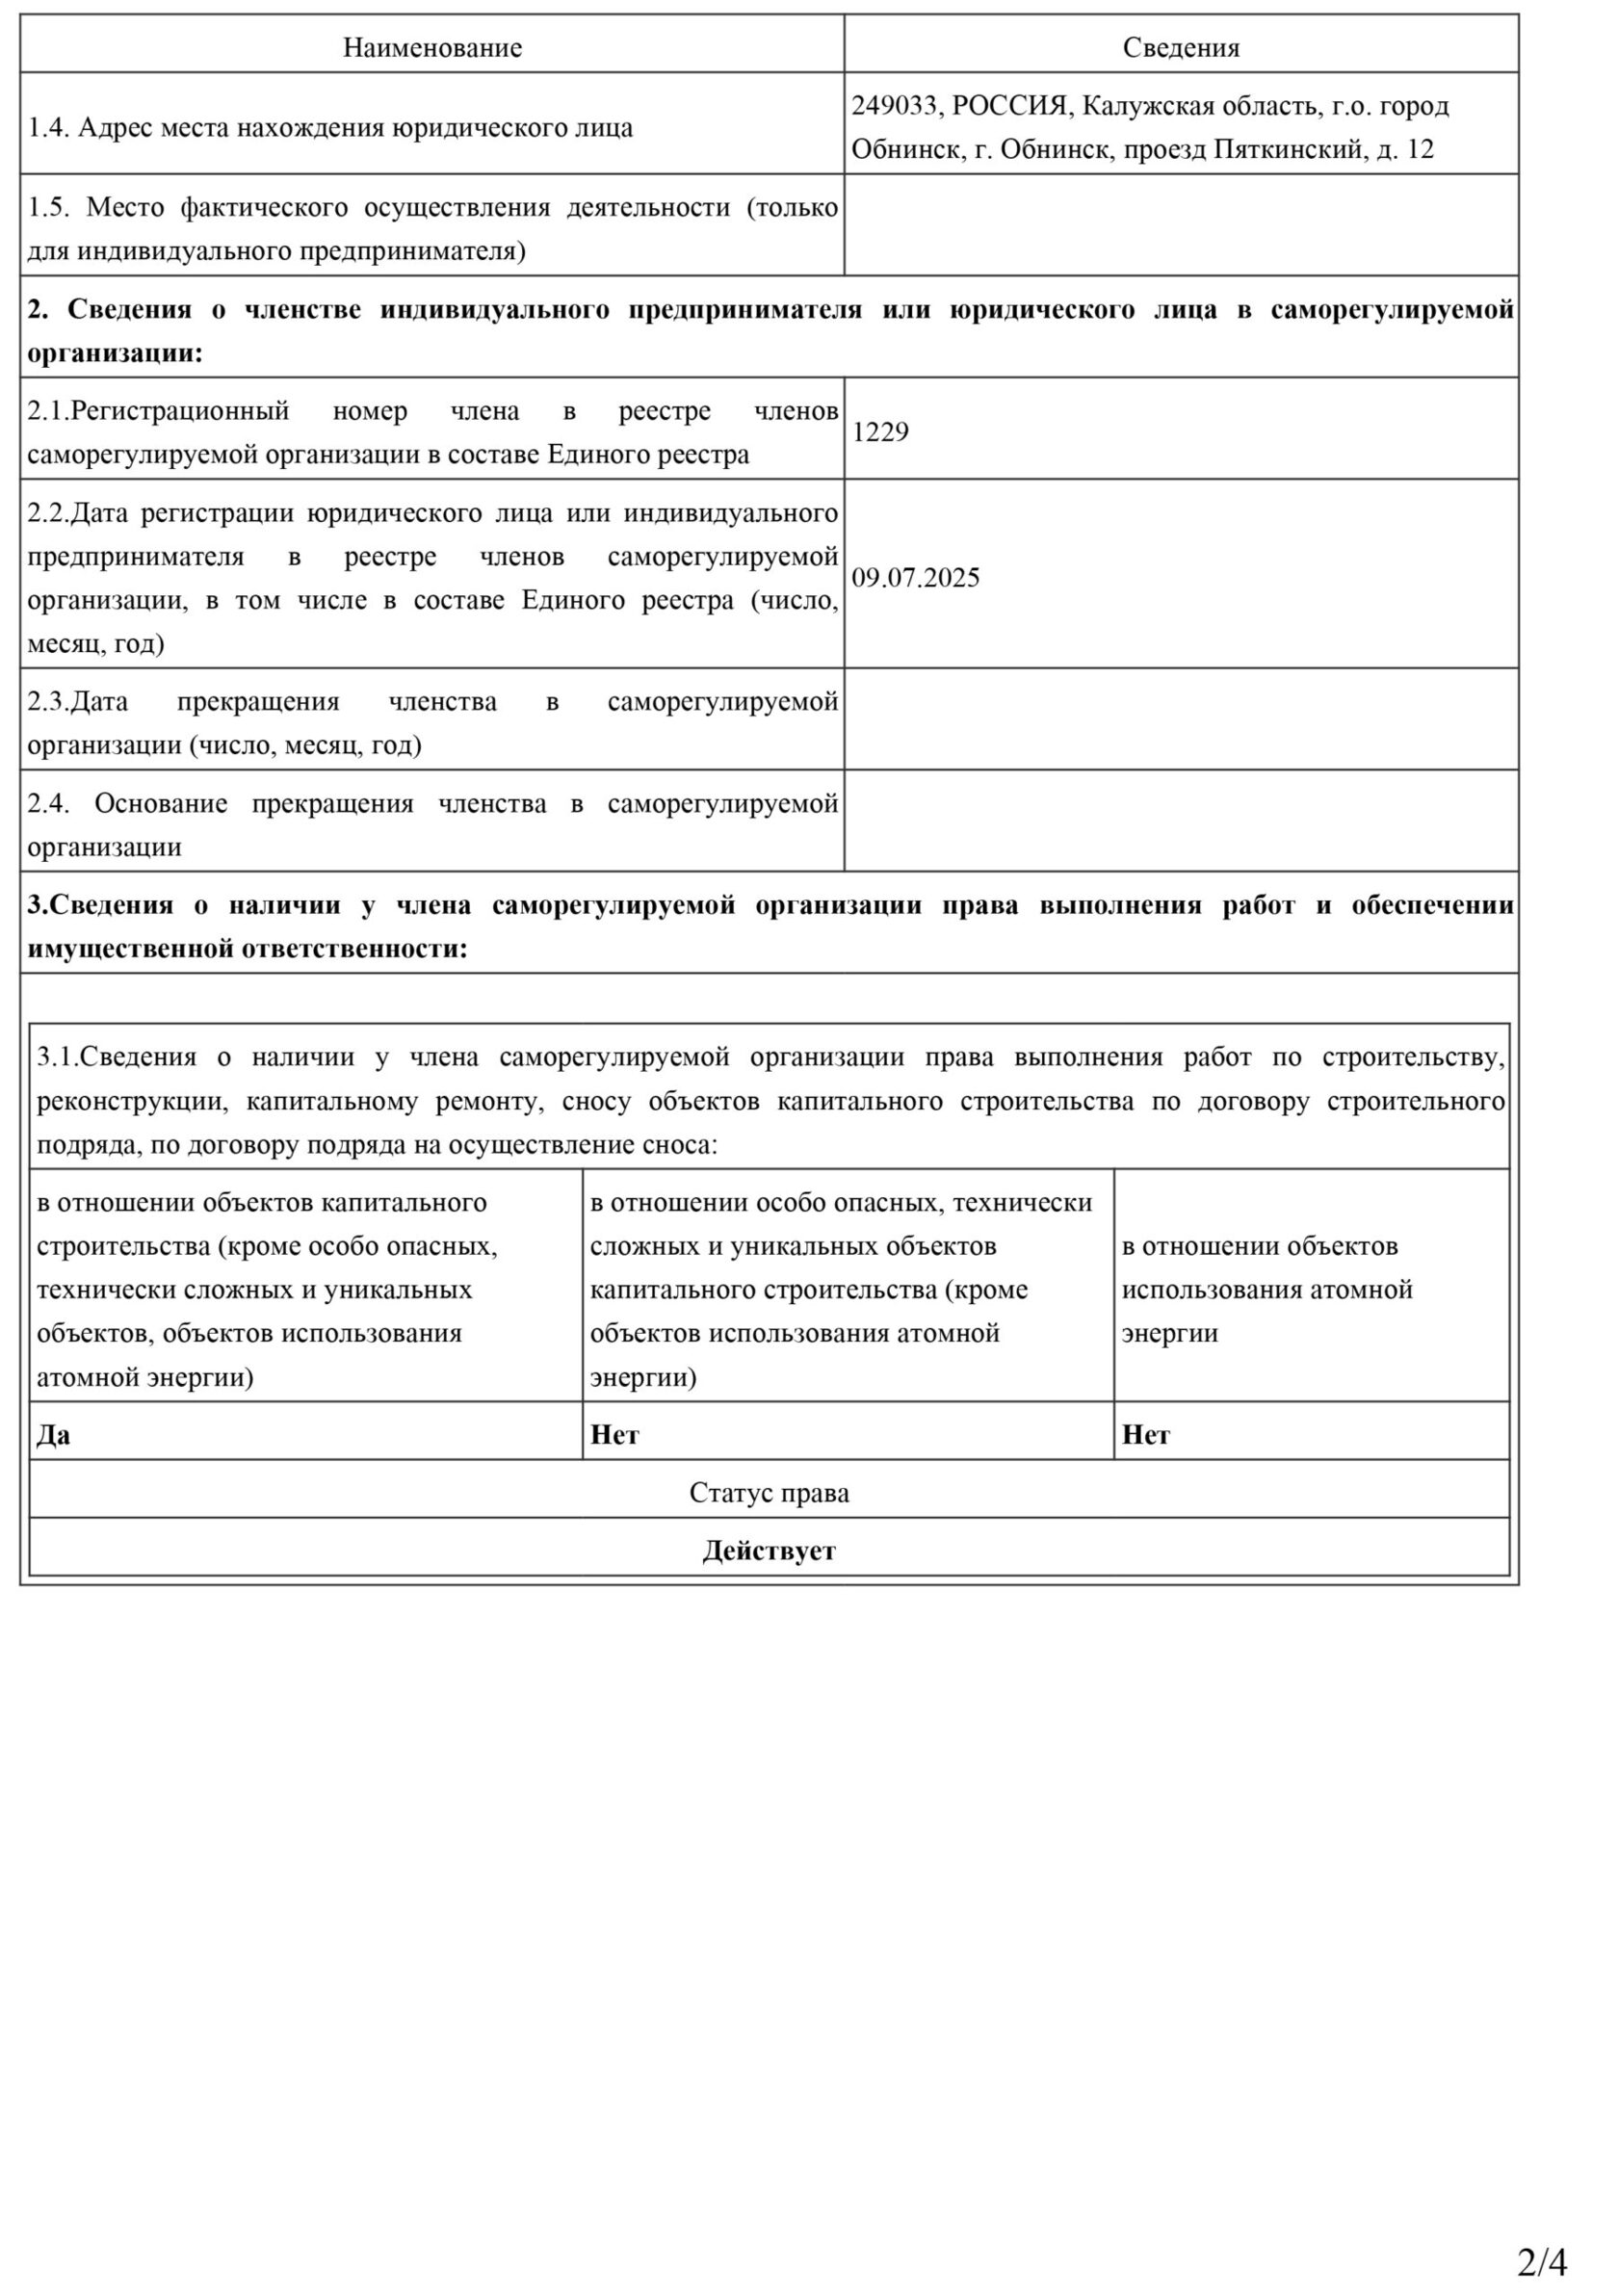 Наименование
Сведения
1.4. Адрес места нахождения юридического лица
249033, РОССИЯ, Калужская область, г.о. город
Обнинск, г. Обнинск, проезд Пяткинский, д. 12
1.5. Место фактического осуществления деятельности (только
для индивидуального предпринимателя)
2. Сведения о членстве индивидуального предпринимателя или юридического лица в саморегулируемой
организации:
2.1.Регистрационный номер члена в реестре членов
саморегулируемой организации в составе Единого реестра
1229
2.2.Дата регистрации юридического лица или индивидуального
предпринимателя в реестре членов саморегулируемой
организации, в том числе в составе Единого реестра (число,
месяц, год)
09.07.2025
2.3.Дата прекращения членства в саморегулируемой
организации (число, месяц, год)
2.4. Основание прекращения членства в саморегулируемой
организации
3.Сведения о наличии у члена саморегулируемой организации права выполнения работ и обеспечении
имущественной ответственности:
3.1.Сведения о наличии у члена саморегулируемой организации права выполнения работ по строительству,
реконструкции, капитальному ремонту, сносу объектов капитального строительства по договору строительного
подряда, по договору подряда на осуществление сноса:
в отношении объектов капитального
строительства (кроме особо опасных,
технически сложных и уникальных
объектов, объектов использования
атомной энергии)
в отношении особо опасных, технически
сложных и уникальных объектов
капитального строительства (кроме
объектов использования атомной
энергии)
в отношении объектов
использования атомной
энергии
Да
Нет
Нет
Статус права
Действует
2/4